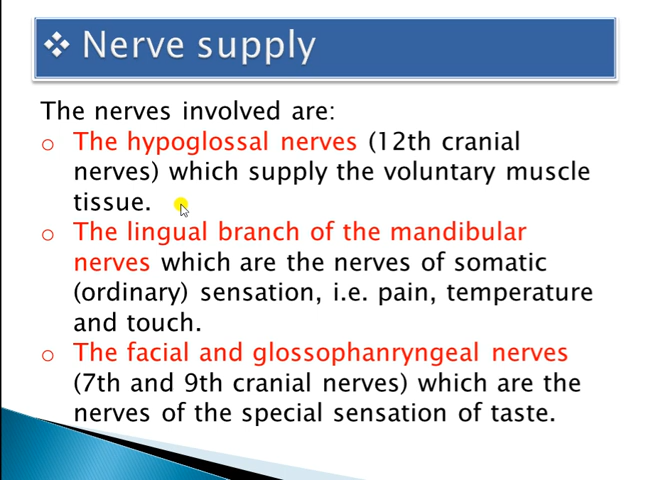 ❖ Nerve supply
The nerves involved are:
o The hypoglossal nerves (12th cranial
nerves) which supply the voluntary muscle
tissue.
o The lingual branch of the mandibular
nerves which are the nerves of somatic
(ordinary) sensation, i.e. pain, temperature
and touch.
o The facial and glossophanryngeal nerves
(7th and 9th cranial nerves) which are the
nerves of the special sensation of taste.